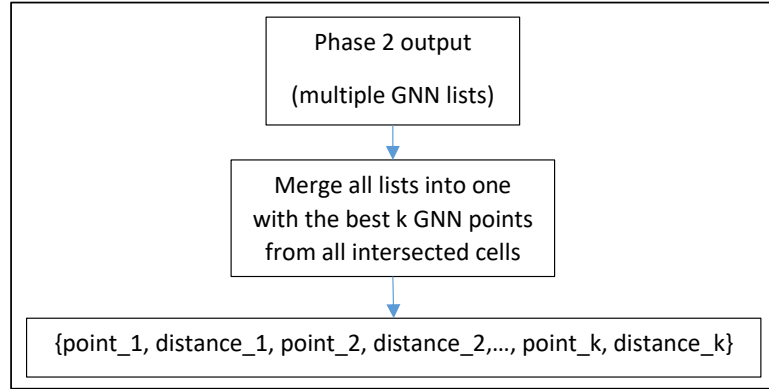 Phase 2 output
(multiple GNN lists)
Merge all lists into one
with the best k GNN points
from all intersected cells
{point_1, distance_1, point_2, distance_2,..., point_k, distance_k}